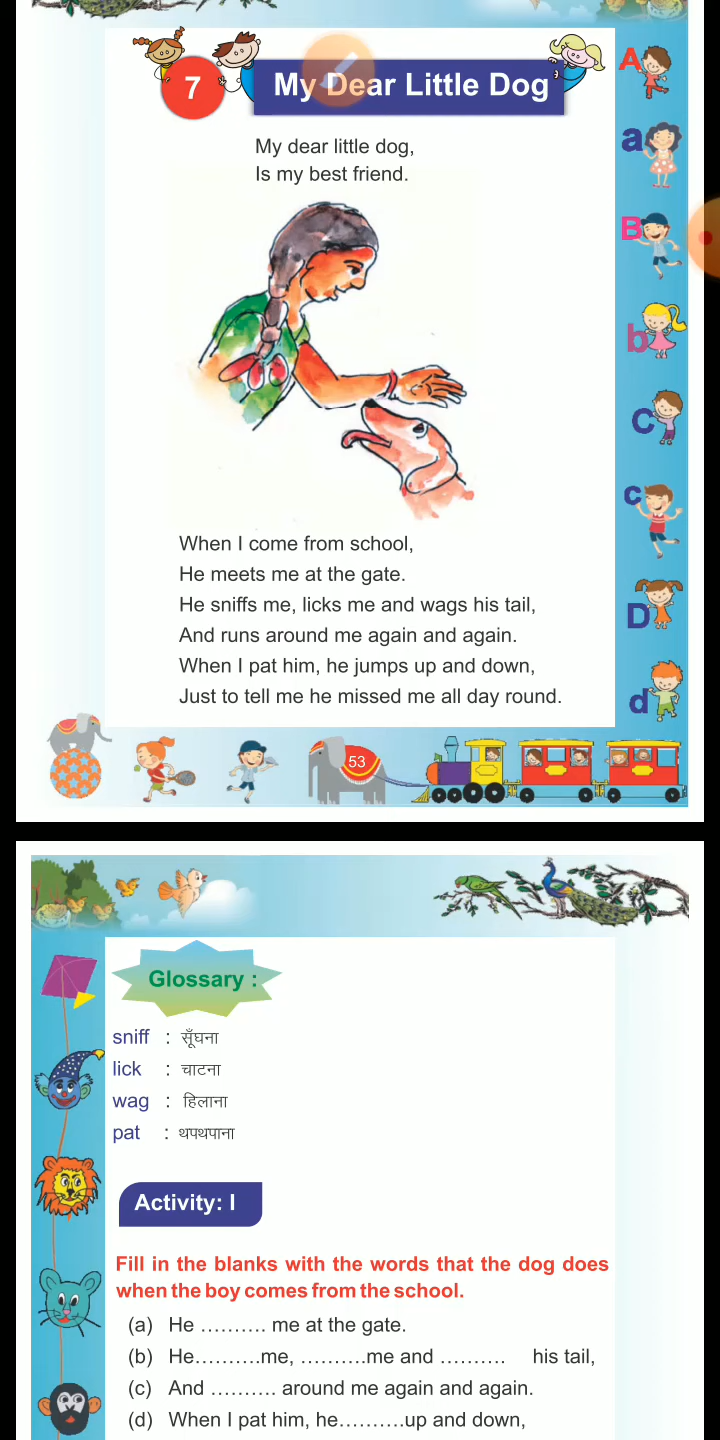 7
My Dear Little Dog
My dear little dog,
Is my best friend.
When I come from school,
He meets me at the gate.
He sniffs me, licks me and wags his tail,
And runs around me again and again.
When I pat him, he jumps up and down,
Just to tell me he missed me all day round.
A
a
B
b
C
c
D
d
53
Glossary :
sniff : सूँघना
lick : चाटना
wag : हिलाना
pat : थपथपाना
Activity: I
Fill in the blanks with the words that the dog does
when the boy comes from the school.
(a) He .......... me at the gate.
(b) He..........me, ..........me and .......... his tail,
(c) And .......... around me again and again.
(d) When I pat him, he..........up and down,